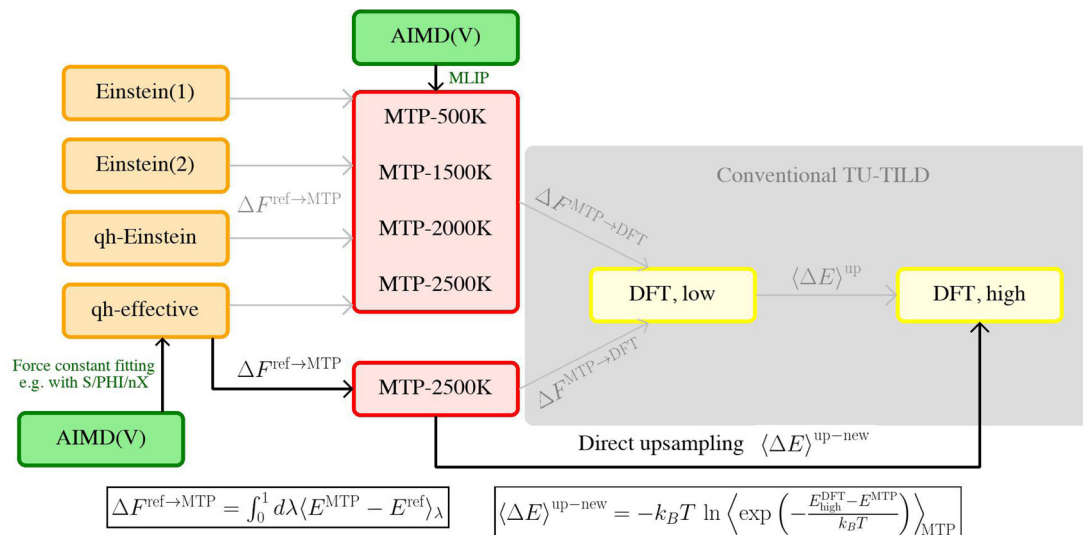 AIMD(V)
MLIP
Einstein(1)
Einstein(2)
qh-Einstein
qh-effective
ΔF^{ref→MTP}
MTP-500K
MTP-1500K
MTP-2000K
MTP-2500K
Conventional TU-TILD
ΔF^{MTP→DFT}
DFT, low
⟨ΔE⟩^{up}
DFT, high
ΔF^{MTP→DFT}
Force constant fitting
e.g. with S/PHI/nX
AIMD(V)
ΔF^{ref→MTP}
MTP-2500K
Direct upsampling ⟨ΔE⟩^{up−new}
ΔF^{ref→MTP} = ∫_0^1 dλ⟨E^{MTP} − E^{ref}⟩_λ
⟨ΔE⟩^{up−new} = −k_BT ln ⟨exp (−\frac{E_{high}^{DFT}−E^{MTP}}{k_BT})⟩_{MTP}